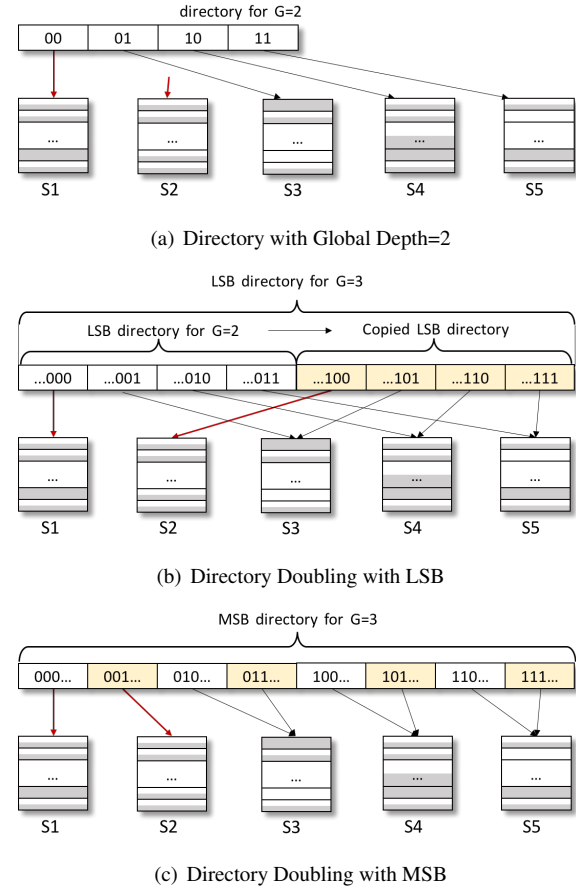 directory for G=2
00 01 10 11
... ... ... ... ...
S1 S2 S3 S4 S5
(a) Directory with Global Depth=2
LSB directory for G=3
LSB directory for G=2 Copied LSB directory
...000 ...001 ...010 ...011 ...100 ...101 ...110 ...111
... ... ... ... ...
S1 S2 S3 S4 S5
(b) Directory Doubling with LSB
MSB directory for G=3
000... 001... 010... 011... 100... 101... 110... 111...
... ... ... ... ...
S1 S2 S3 S4 S5
(c) Directory Doubling with MSB